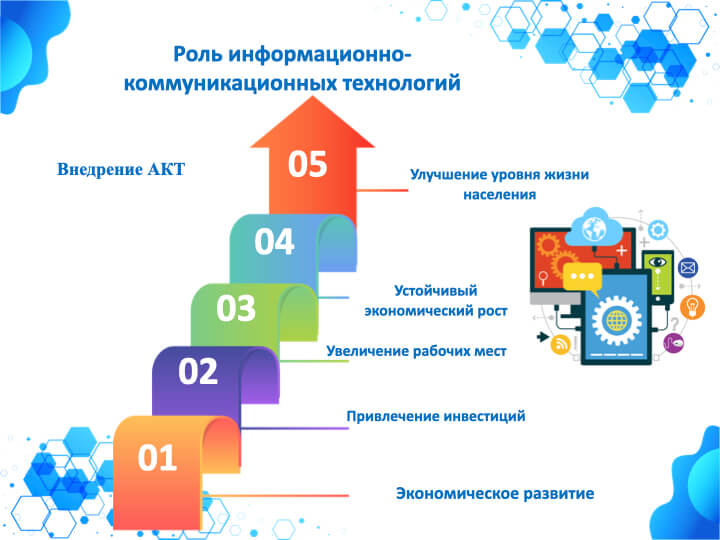 Роль информационно-
коммуникационных технологий
Внедрение АКТ
05
Улучшение уровня жизни
населения
04
Устойчивый
экономический рост
03
Увеличение рабочих мест
02
Привлечение инвестиций
01
Экономическое развитие